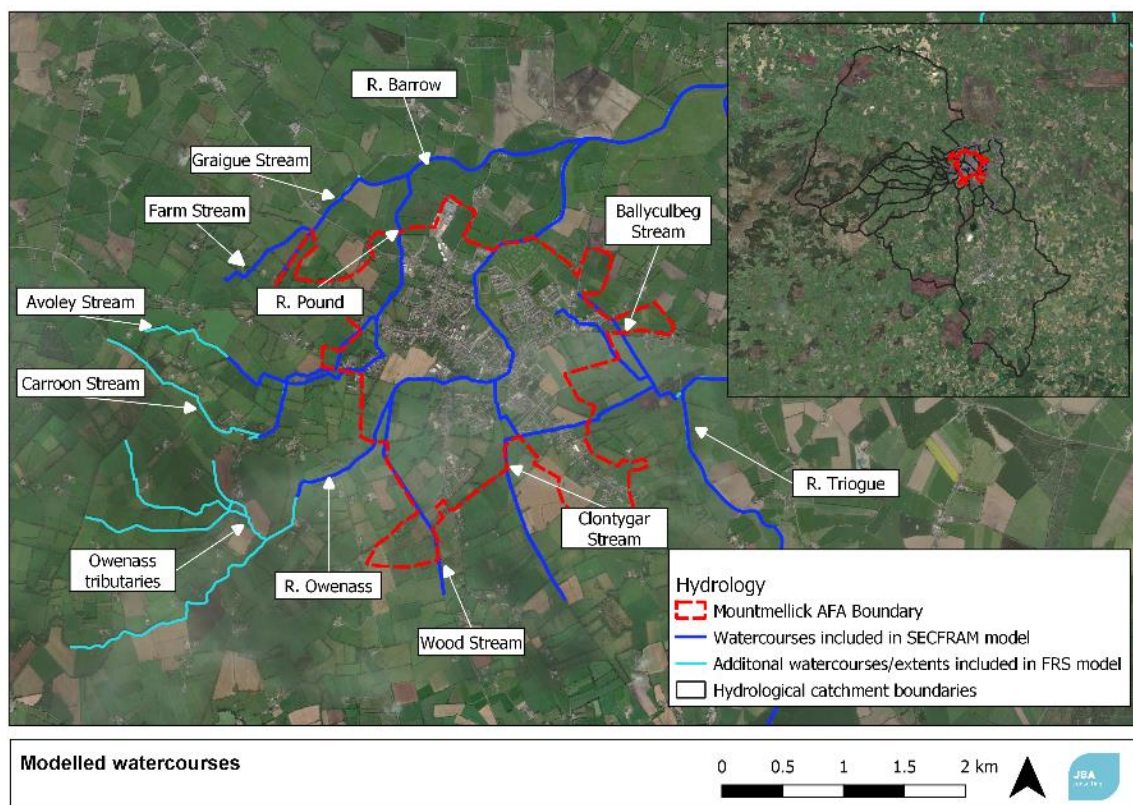 R. Barrow
Graigue Stream
Farm Stream
Ballyculbeg
Stream
R. Pound
Avoley Stream
Carroon Stream
R. Triogue
Clontygar
Stream
Owenass
tributaries
R. Owenass
Wood Stream
Hydrology
Mountmellick AFA Boundary
Watercourses included in SECFRAM model
Additonal watercourses/extents included in FRS model
Hydrological catchment boundaries
Modelled watercourses
0 0.5 1 1.5 2 km
JBA